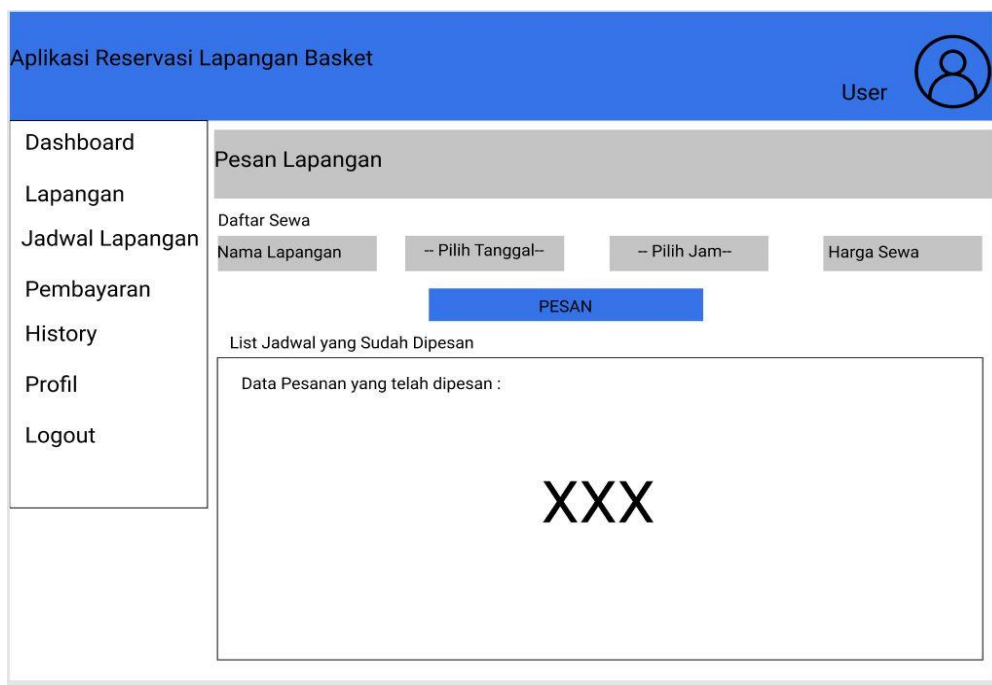 Aplikasi Reservasi Lapangan Basket
User
Dashboard
Lapangan
Jadwal Lapangan
Pembayaran
History
Profil
Logout
Pesan Lapangan
Daftar Sewa
Nama Lapangan
-- Pilih Tanggal--
-- Pilih Jam--
Harga Sewa
PESAN
List Jadwal yang Sudah Dipesan
Data Pesanan yang telah dipesan :
XXX